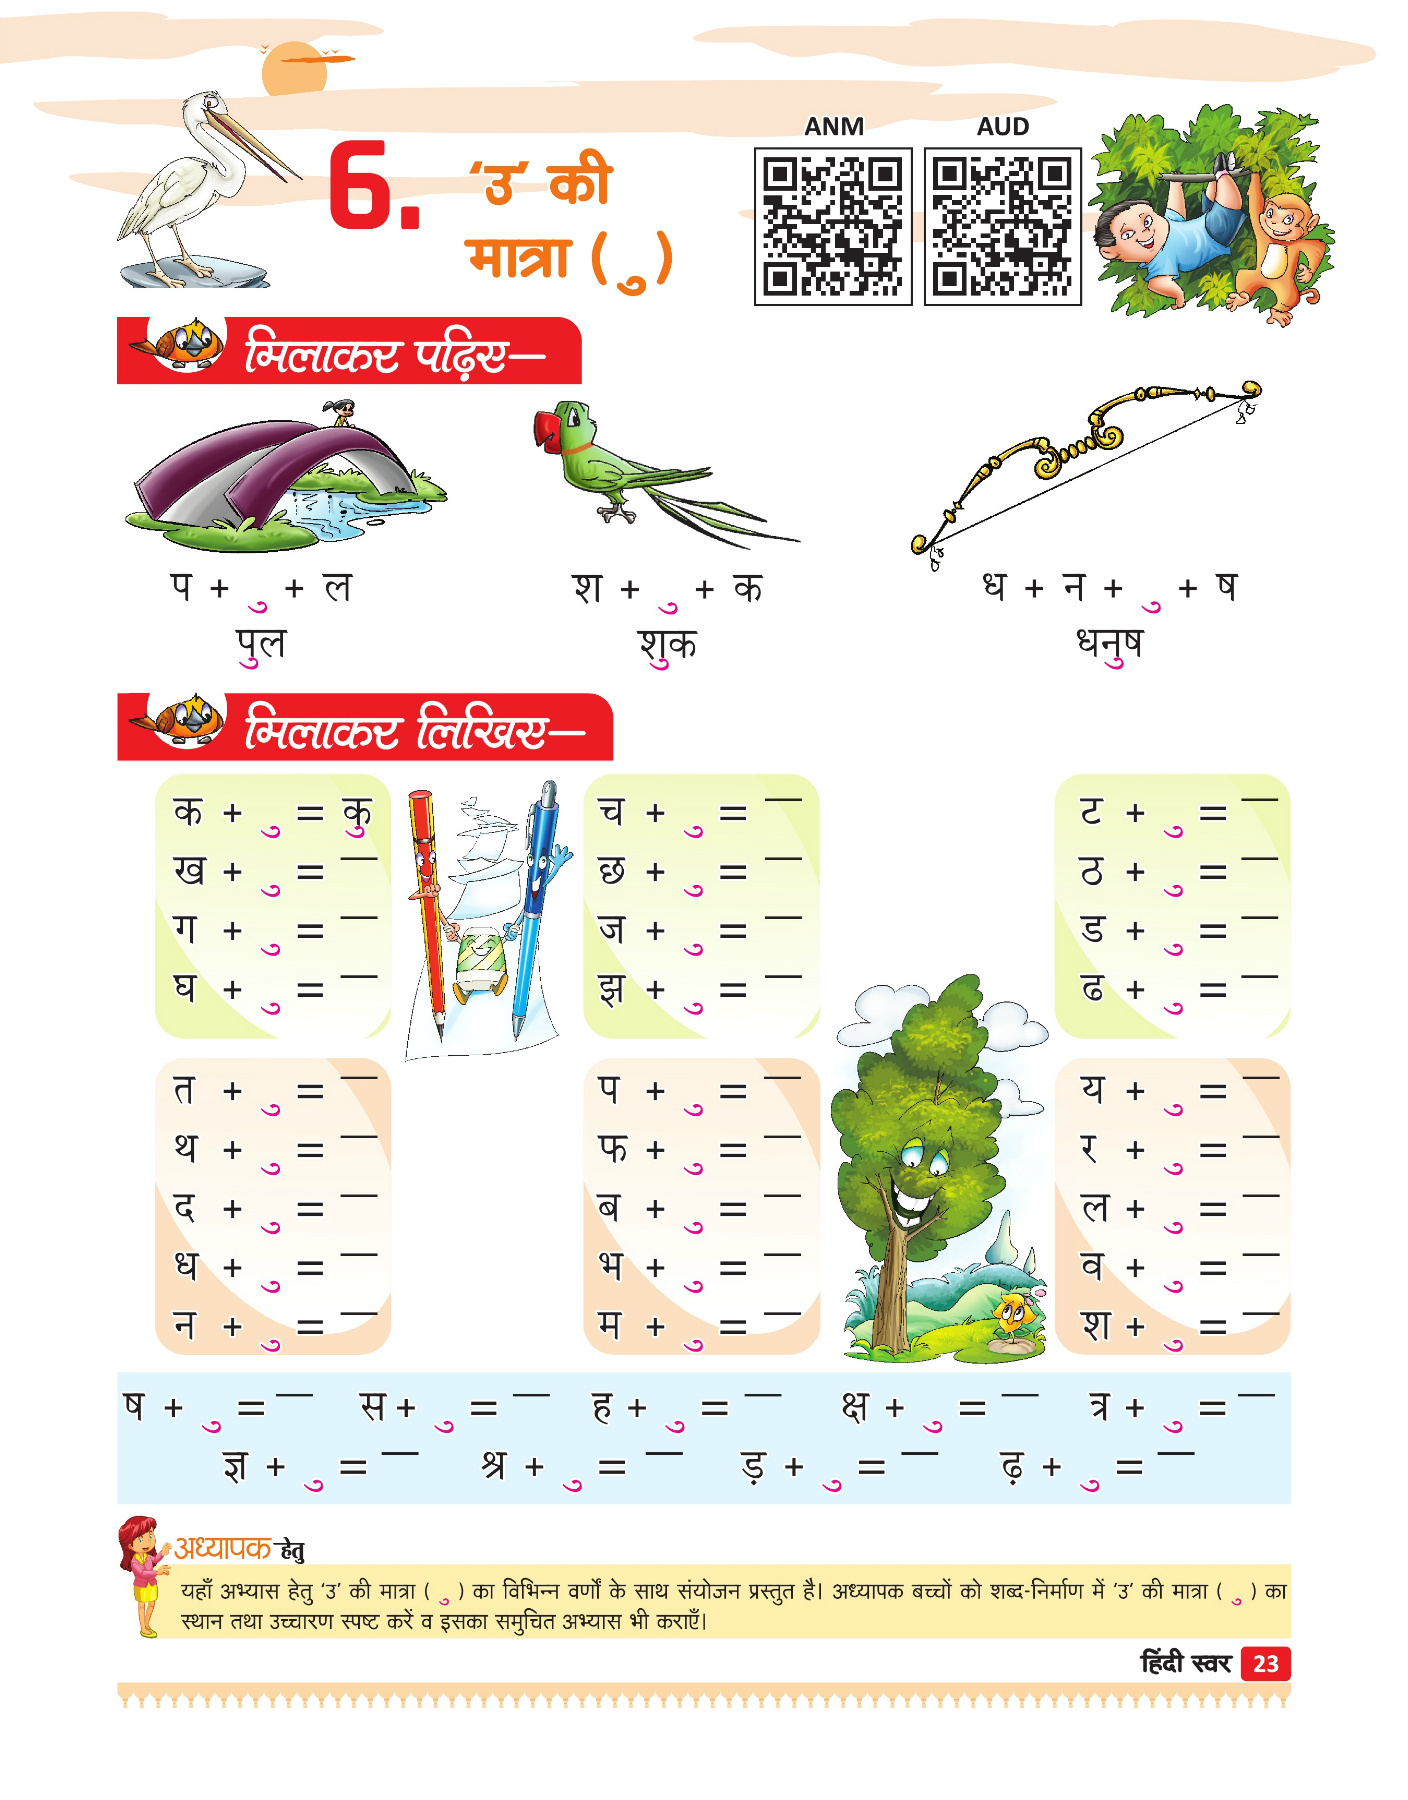 ANM AUD
6. ‘उ’ की
मात्रा ( ु )
मिलाकर पढ़िए—
प + ु + ल श + ु + क ध + न + ु + ष
पुल शुक धनुष
मिलाकर लिखिए—
क + ु = कु च + ु = — ट + ु = —
ख + ु = — छ + ु = — ठ + ु = —
ग + ु = — ज + ु = — ड + ु = —
घ + ु = — झ + ु = — ढ + ु = —
त + ु = — प + ु = — य + ु = —
थ + ु = — फ + ु = — र + ु = —
द + ु = — ब + ु = — ल + ु = —
ध + ु = — भ + ु = — व + ु = —
न + ु = — म + ु = — श + ु = —
ष + ु = — स + ु = — ह + ु = — क्ष + ु = — त्र + ु = —
ज्ञ + ु = — श्र + ु = — ड़ + ु = — ढ़ + ु = —
अध्यापक हेतु
यहाँ अभ्यास हेतु ‘उ’ की मात्रा ( ु ) का विभिन्न वर्णों के साथ संयोजन प्रस्तुत है। अध्यापक बच्चों को शब्द-निर्माण में ‘उ’ की मात्रा ( ु ) का
स्थान तथा उच्चारण स्पष्ट करें व इसका समुचित अभ्यास भी कराएँ।
हिंदी स्वर 23